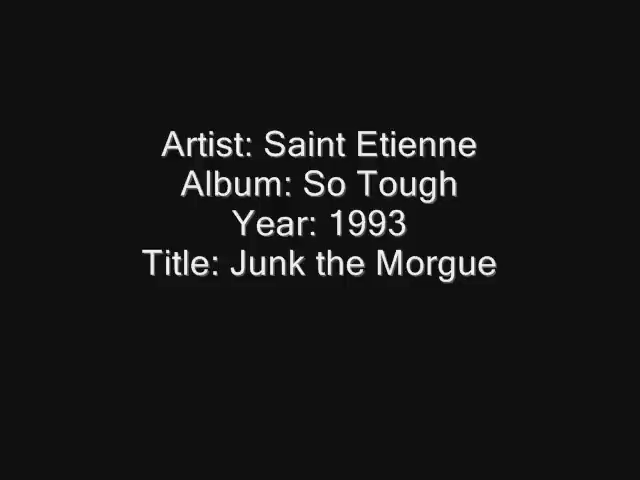 Artist: Saint Etienne
Album: So Tough
Year: 1993
Title: Junk the Morgue